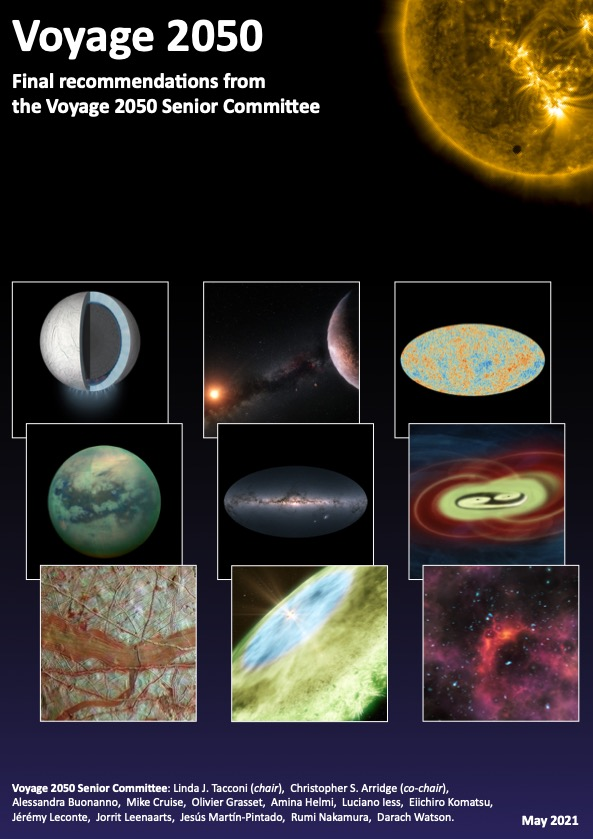 Voyage 2050
Final recommendations from
the Voyage 2050 Senior Committee
Voyage 2050 Senior Committee: Linda J. Tacconi (chair), Christopher S. Arridge (co-chair),
Alessandra Buonanno, Mike Cruise, Olivier Grasset, Amina Helmi, Luciano Iess, Eiichiro Komatsu,
Jérémy Leconte, Jorrit Leenaarts, Jesús Martín-Pintado, Rumi Nakamura, Darach Watson.
May 2021